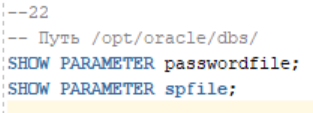 --22
-- Путь /opt/oracle/dbs/
SHOW PARAMETER passwordfile;
SHOW PARAMETER spfile;